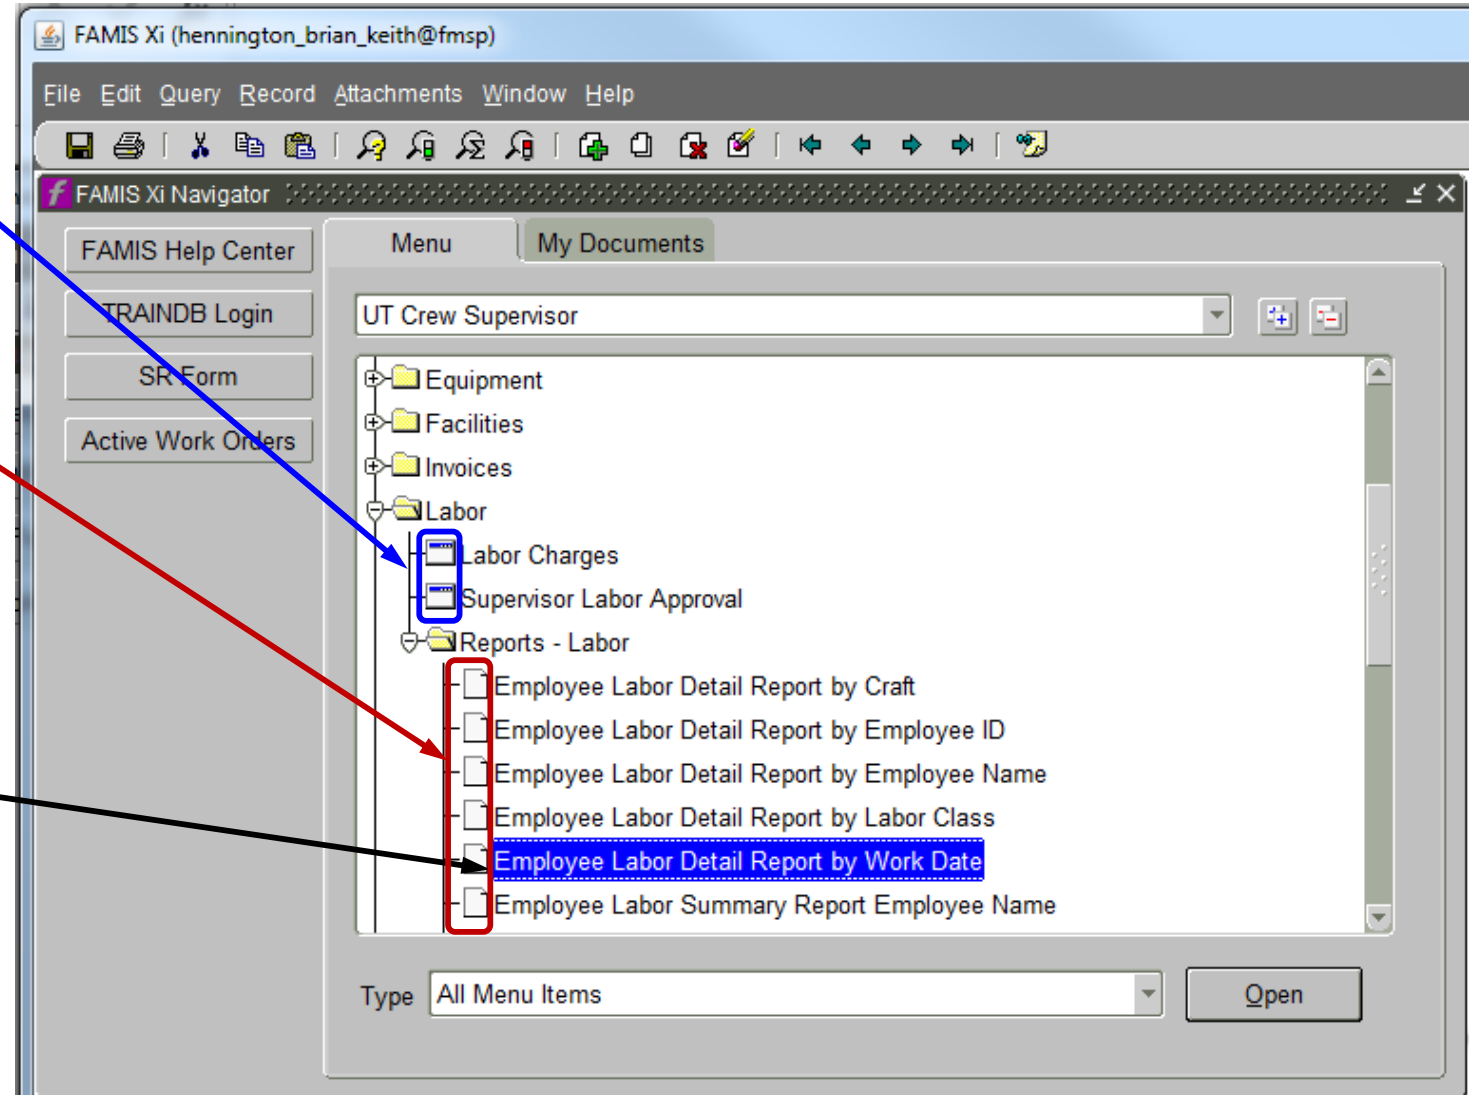 FAMIS Xi (hennington_brian_keith@fmsp)
File Edit Query Record Attachments Window Help
FAMIS Xi Navigator
FAMIS Help Center
TRAINDB Login
SR Form
Active Work Orders
Menu My Documents
UT Crew Supervisor
Equipment
Facilities
Invoices
Labor
Labor Charges
Supervisor Labor Approval
Reports - Labor
Employee Labor Detail Report by Craft
Employee Labor Detail Report by Employee ID
Employee Labor Detail Report by Employee Name
Employee Labor Detail Report by Labor Class
Employee Labor Detail Report by Work Date
Employee Labor Summary Report Employee Name
Type All Menu Items Open